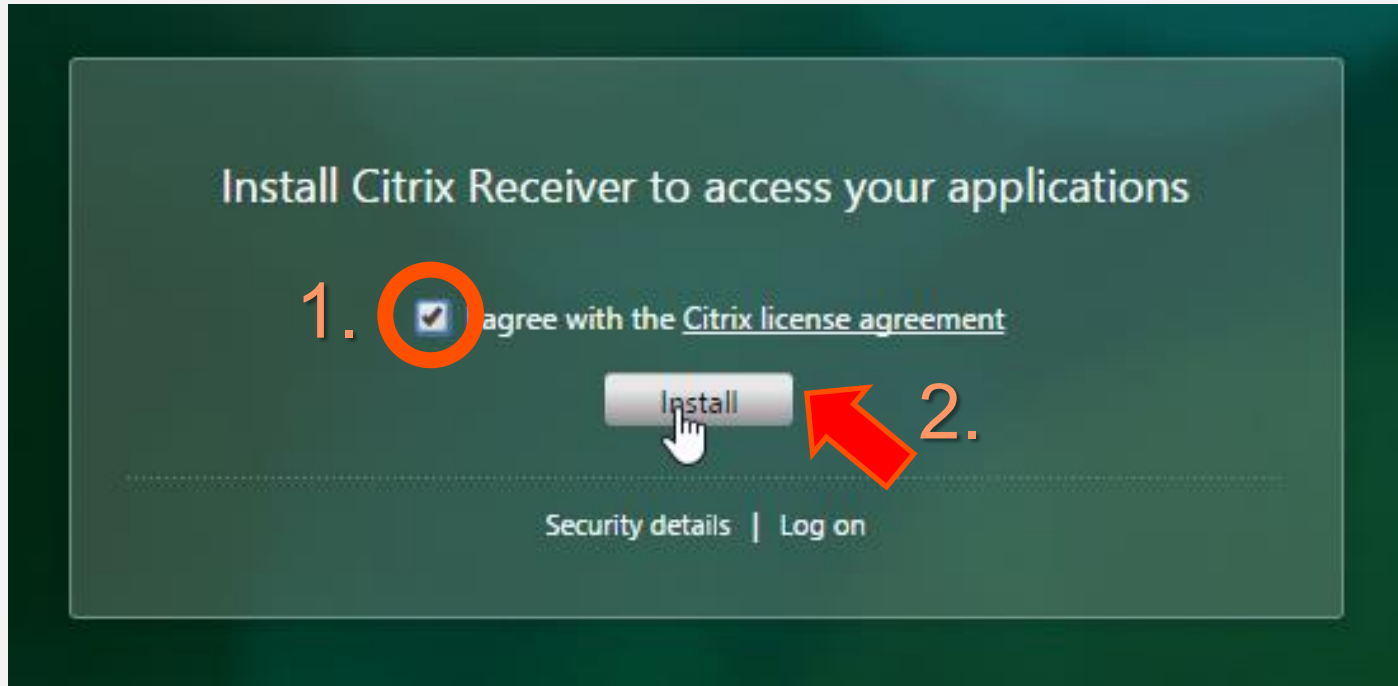 Install Citrix Receiver to access your applications
1. agree with the Citrix license agreement
Install
2.
Security details | Log on